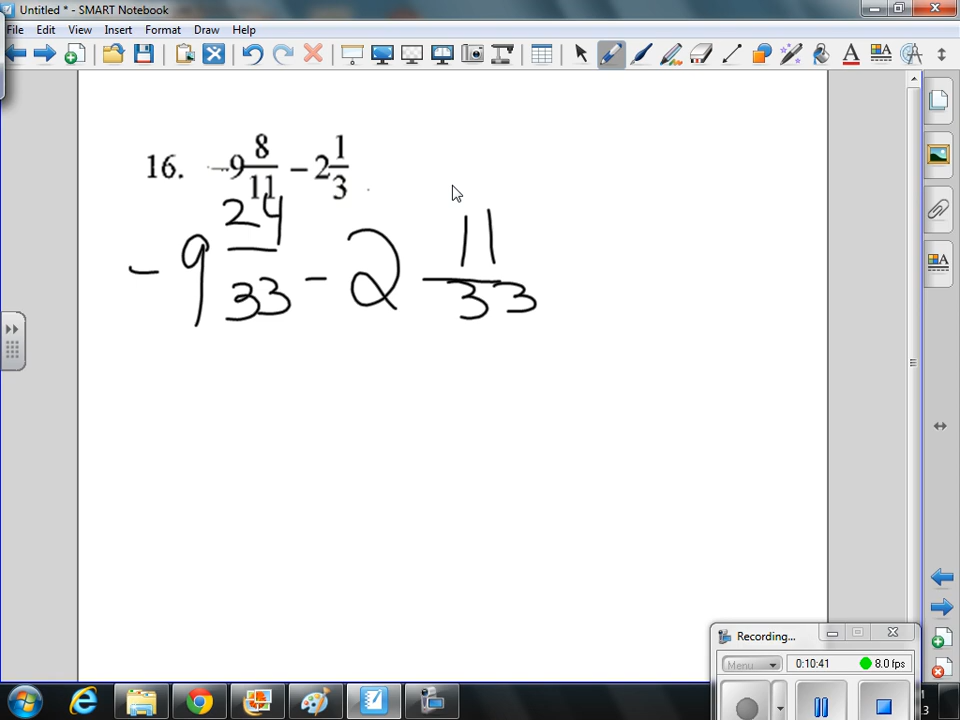 Untitled * - SMART Notebook
File Edit View Insert Format Draw Help
16. -9 8/11 - 2 1/3
- 9 24/33 - 2 11/33
Recording...
Menu 0:10:41 8.0 fps